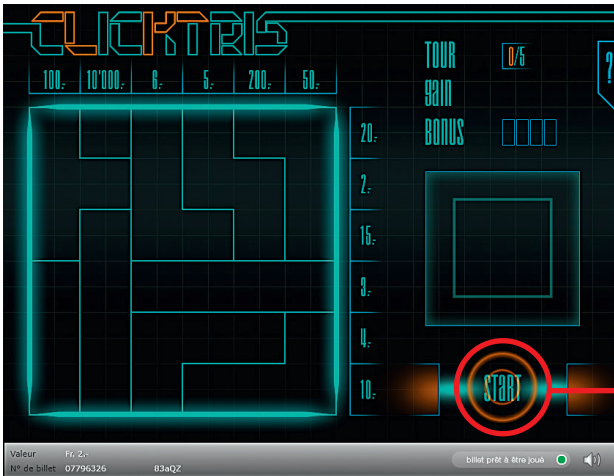 CLICKTRIS
100.- 10'000.- 6.- 5.- 200.- 50.-
TOUR 0/5
gain
BONUS
?
20.-
2.-
15.-
3.-
4.-
10.-
START
Valeur Fr. 2.-
N° de billet 07796326 83aQZ
billet prêt à être joué